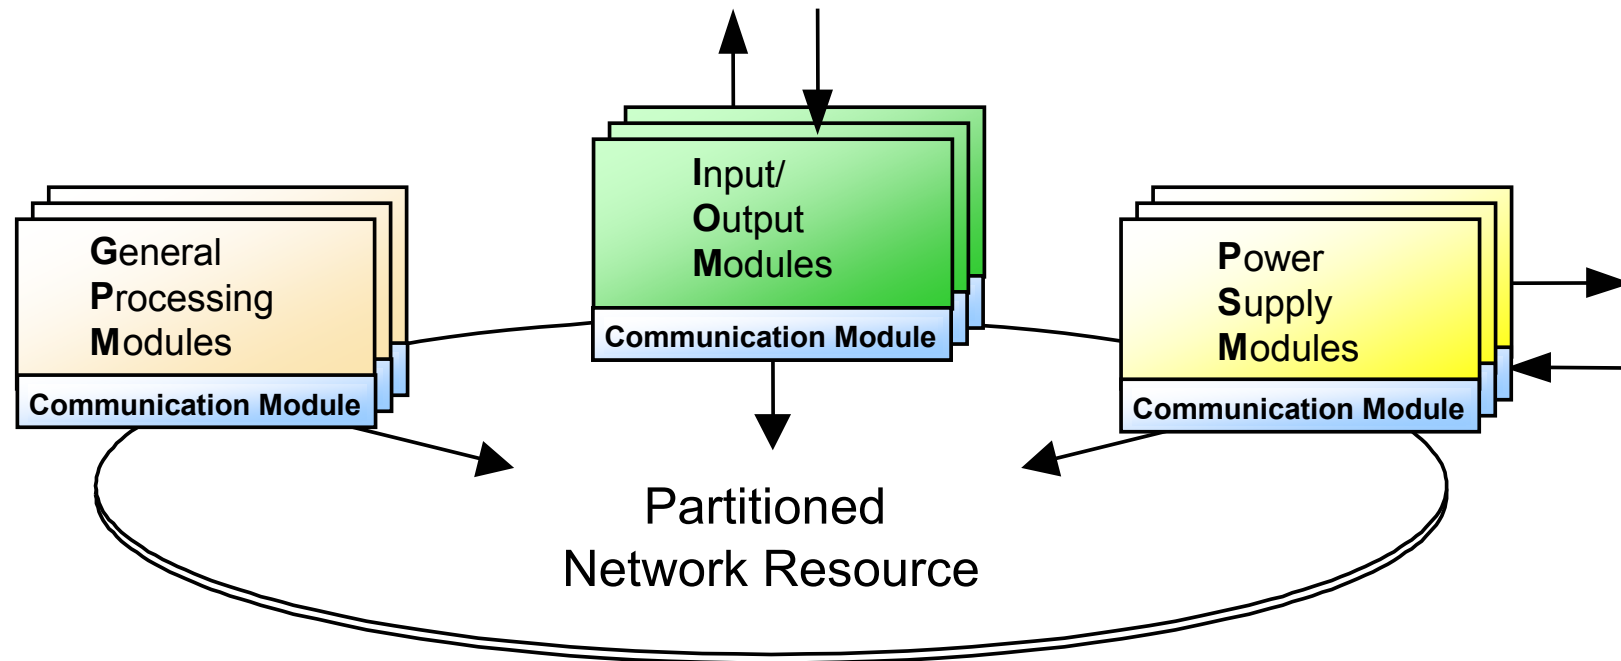 Input/
Output
Modules
Communication Module
General
Processing
Modules
Communication Module
Power
Supply
Modules
Communication Module
Partitioned
Network Resource